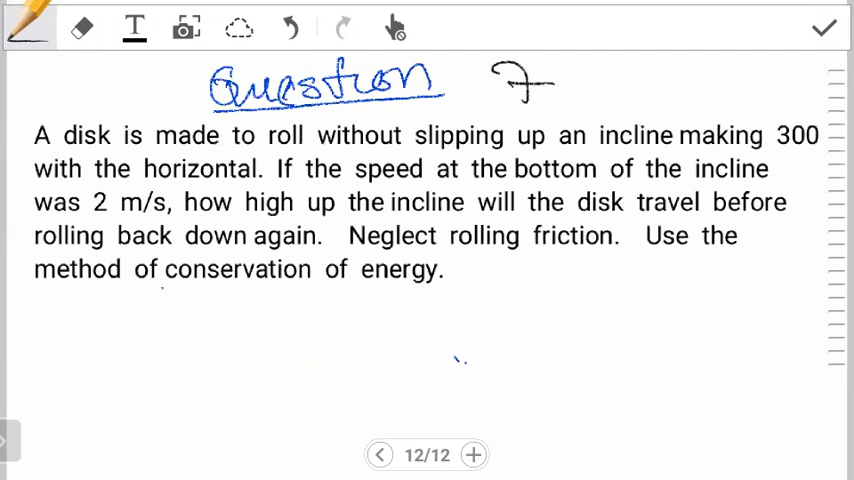 T
Question 7
A disk is made to roll without slipping up an incline making 300
with the horizontal. If the speed at the bottom of the incline
was 2 m/s, how high up the incline will the disk travel before
rolling back down again. Neglect rolling friction. Use the
method of conservation of energy.
12/12